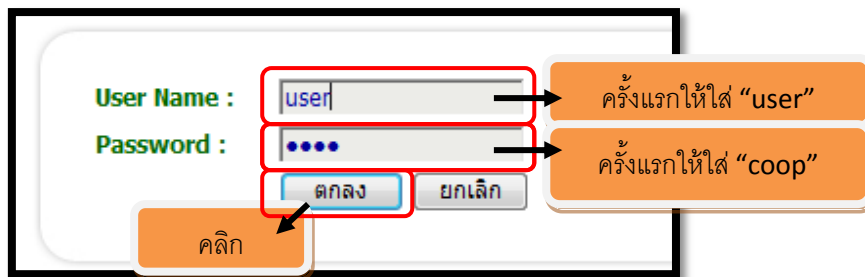 User Name : user ครั้งแรกให้ใส่ “user”
Password : •••• ครั้งแรกให้ใส่ “coop”
ตกลง ยกเลิก
คลิก